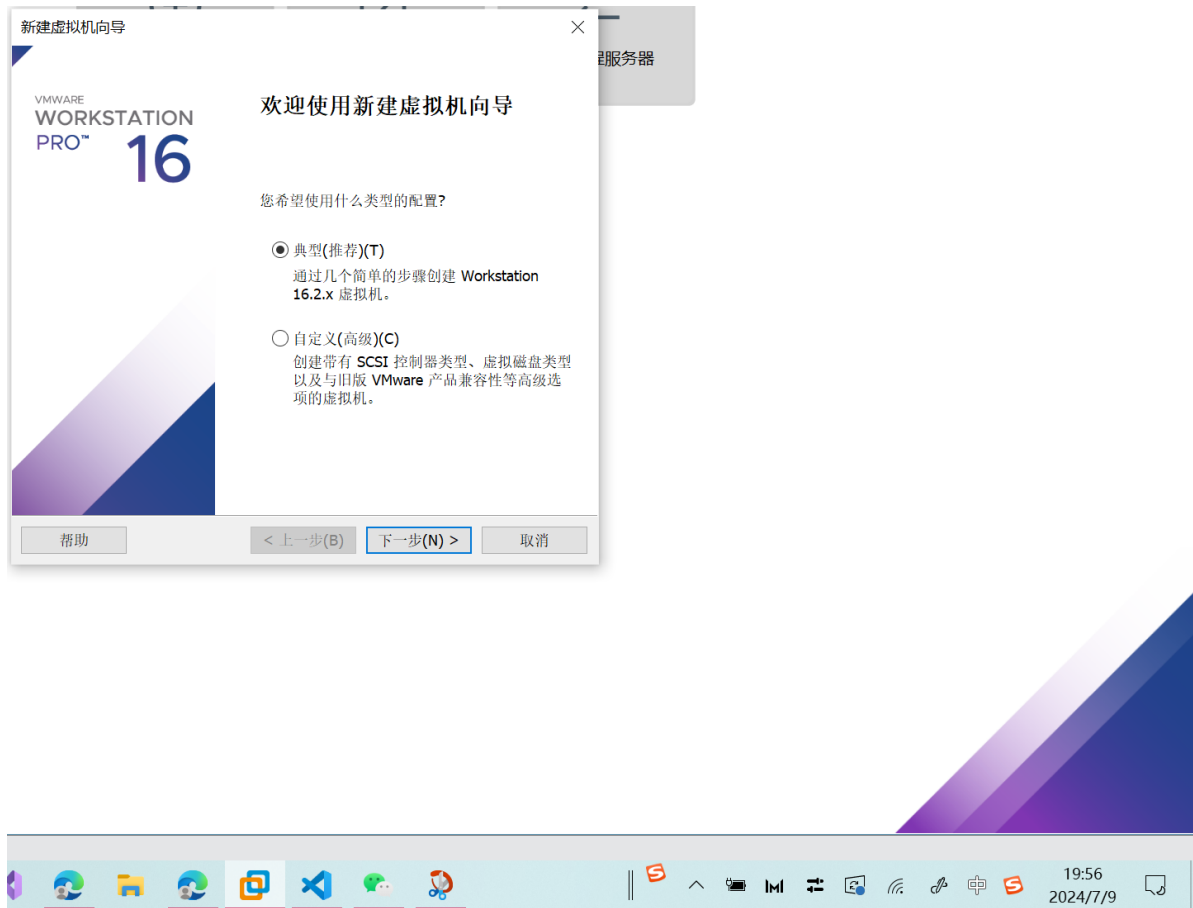 新建虚拟机向导
程服务器
VMWARE
WORKSTATION
PRO™
16
欢迎使用新建虚拟机向导
您希望使用什么类型的配置?
典型(推荐)(T)
通过几个简单的步骤创建 Workstation
16.2.x 虚拟机。
自定义(高级)(C)
创建带有 SCSI 控制器类型、虚拟磁盘类型
以及与旧版 VMware 产品兼容性等高级选
项的虚拟机。
帮助
< 上一步(B)
下一步(N) >
取消
中
19:56
2024/7/9